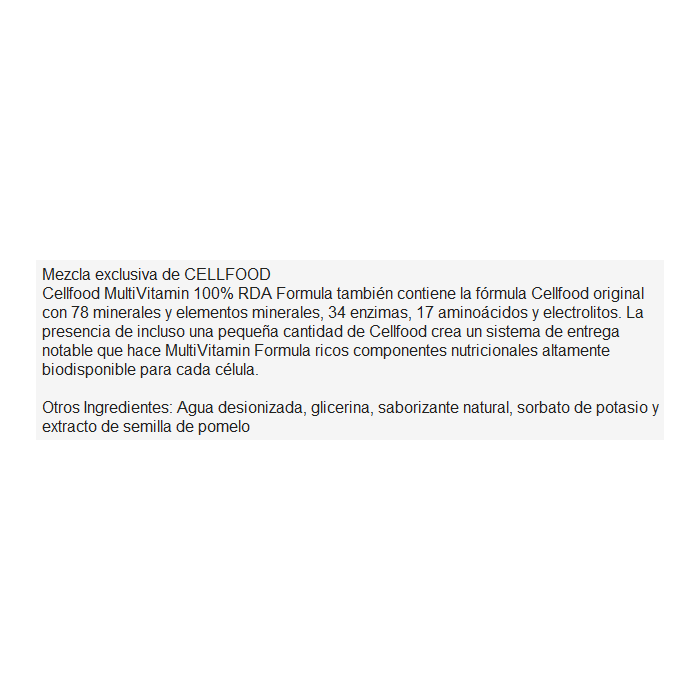 Mezcla exclusiva de CELLFOOD
Cellfood MultiVitamin 100% RDA Formula también contiene la fórmula Cellfood original
con 78 minerales y elementos minerales, 34 enzimas, 17 aminoácidos y electrolitos. La
presencia de incluso una pequeña cantidad de Cellfood crea un sistema de entrega
notable que hace MultiVitamin Formula ricos componentes nutricionales altamente
biodisponible para cada célula.
Otros Ingredientes: Agua desionizada, glicerina, saborizante natural, sorbato de potasio y
extracto de semilla de pomelo